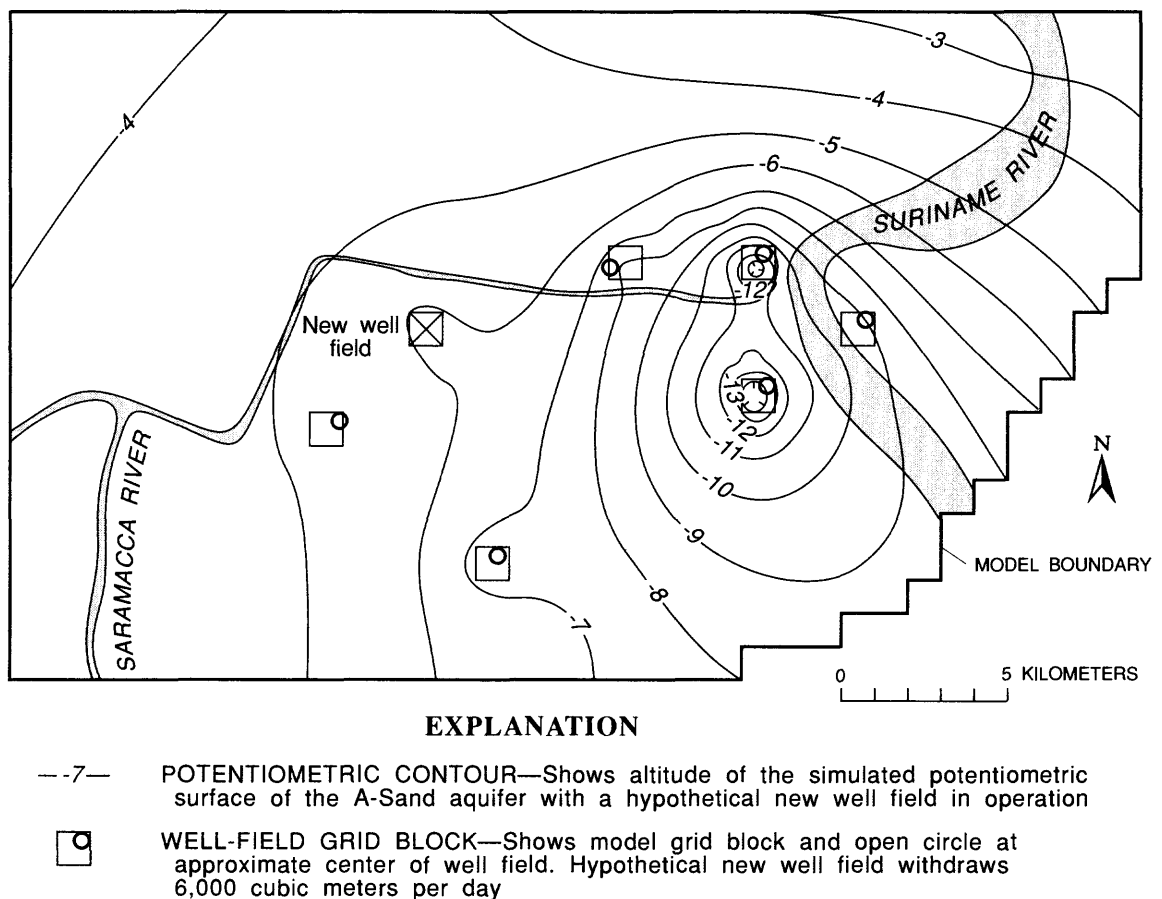 -3
-4
-4
-5
-6
SURINAME RIVER
-12
New well
field
-13
-12
-11
-10
-9
-8
-7
SARAMACCA RIVER
N
MODEL BOUNDARY
0 5 KILOMETERS
EXPLANATION
— -7— POTENTIOMETRIC CONTOUR—Shows altitude of the simulated potentiometric
surface of the A-Sand aquifer with a hypothetical new well field in operation
WELL-FIELD GRID BLOCK—Shows model grid block and open circle at
approximate center of well field. Hypothetical new well field withdraws
6,000 cubic meters per day